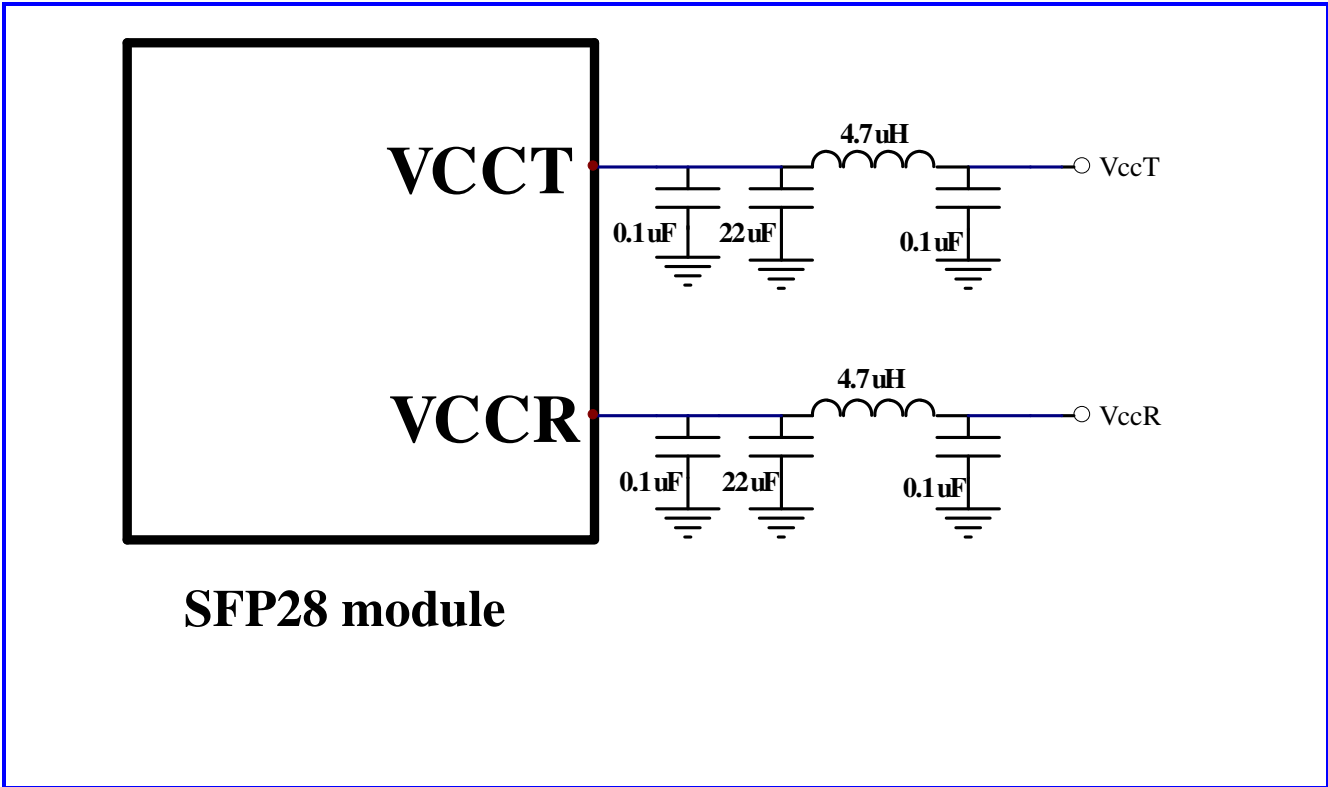 4.7uH
VCCT
VccT
0.1uF 22uF 0.1uF
4.7uH
VCCR
VccR
0.1uF 22uF 0.1uF
SFP28 module